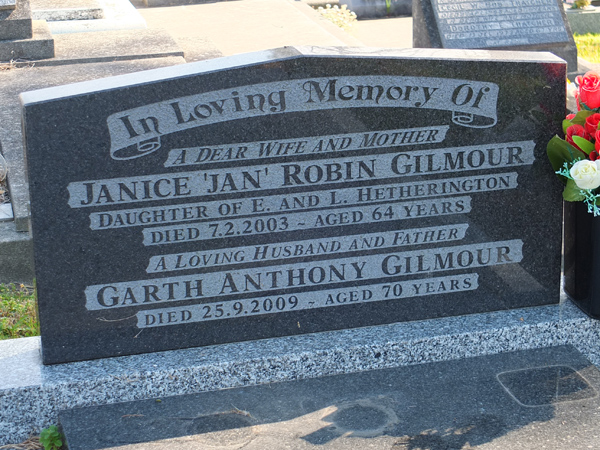 In Loving Memory Of
A DEAR WIFE AND MOTHER
JANICE 'JAN' ROBIN GILMOUR
DAUGHTER OF E. AND L. HETHERINGTON
DIED 7.2.2003 ~ AGED 64 YEARS
A LOVING HUSBAND AND FATHER
GARTH ANTHONY GILMOUR
DIED 25.9.2009 ~ AGED 70 YEARS